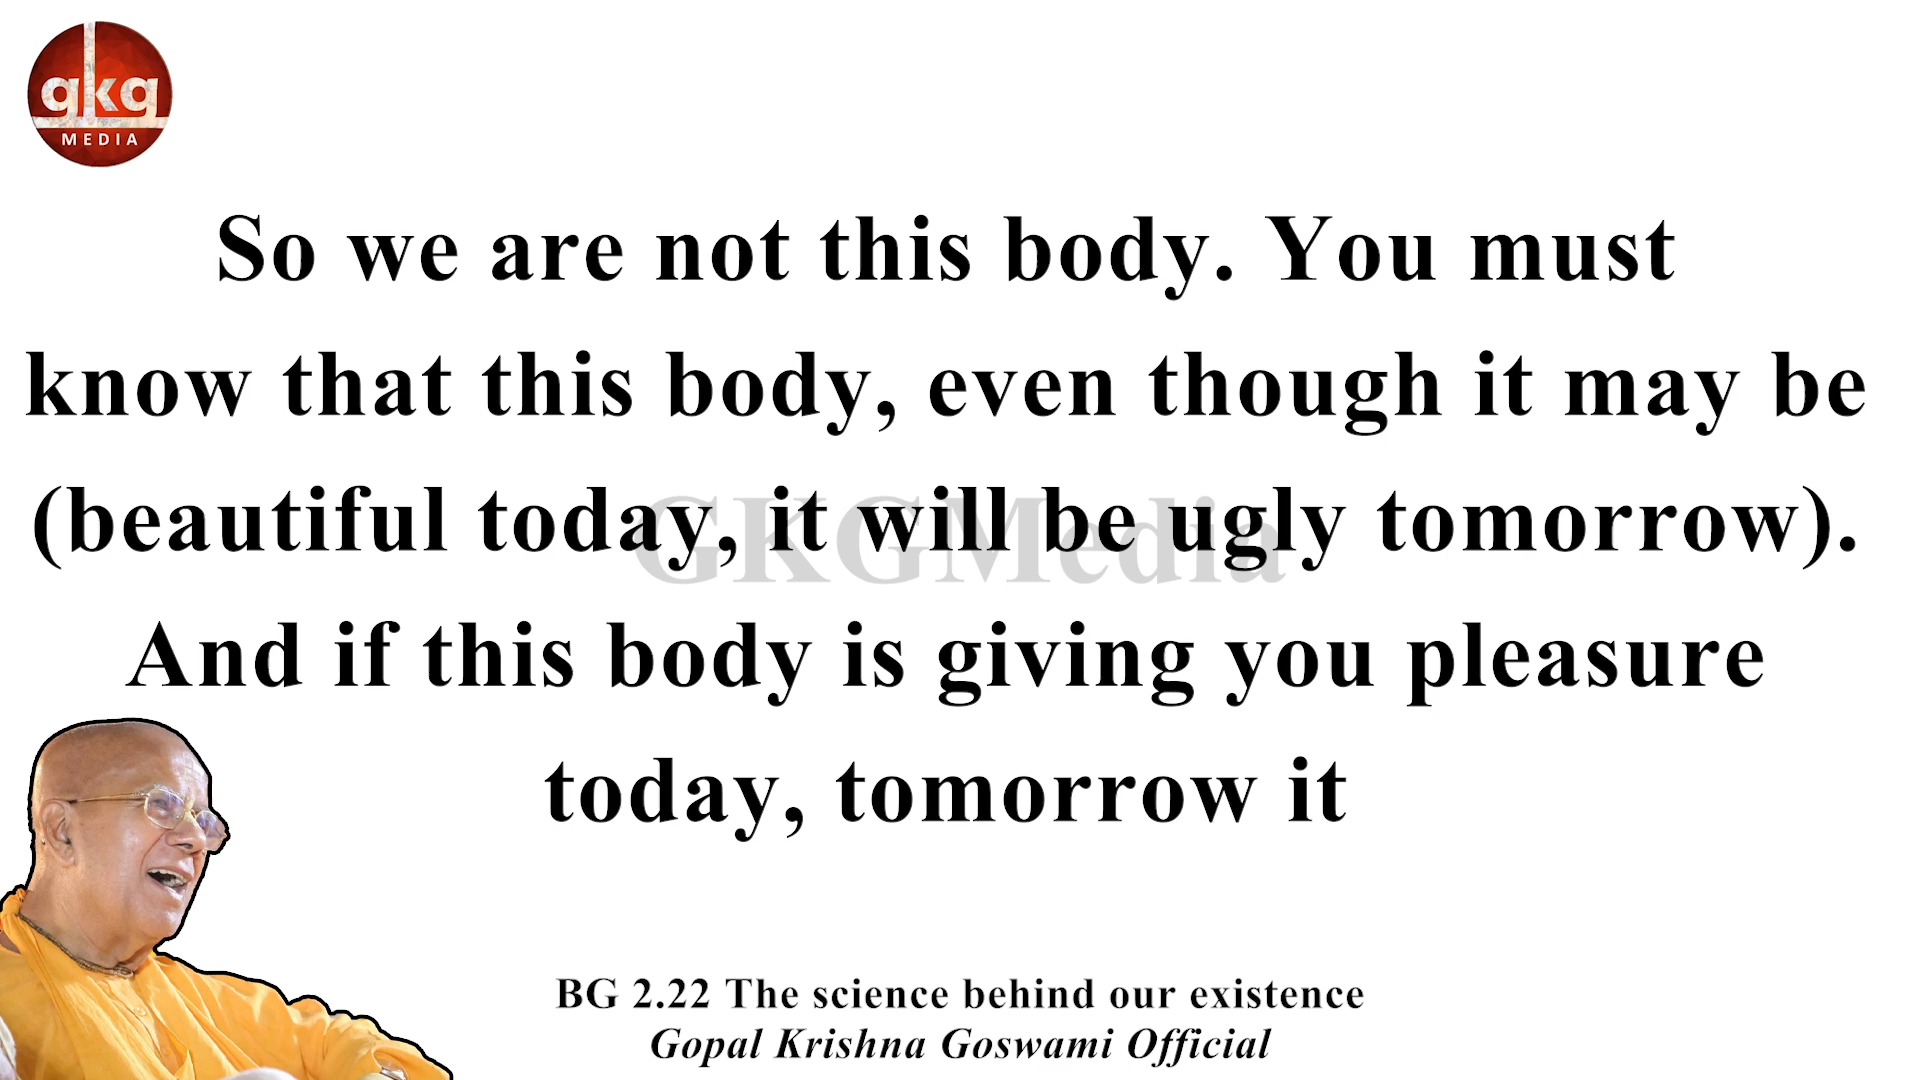 gkg
MEDIA
So we are not this body. You must
know that this body, even though it may be
(beautiful today, it will be ugly tomorrow).
GKGMedia
And if this body is giving you pleasure
today, tomorrow it
BG 2.22 The science behind our existence
Gopal Krishna Goswami Official